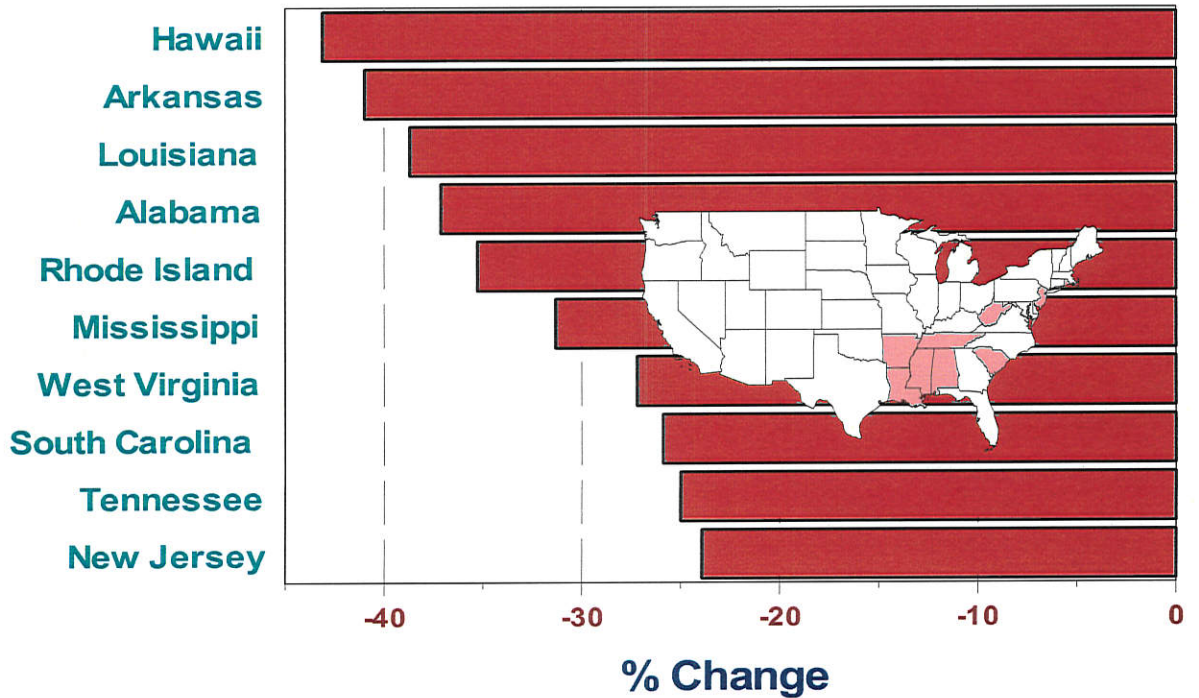 Hawaii
Arkansas
Louisiana
Alabama
Rhode Island
Mississippi
West Virginia
South Carolina
Tennessee
New Jersey
-40 -30 -20 -10 0
% Change